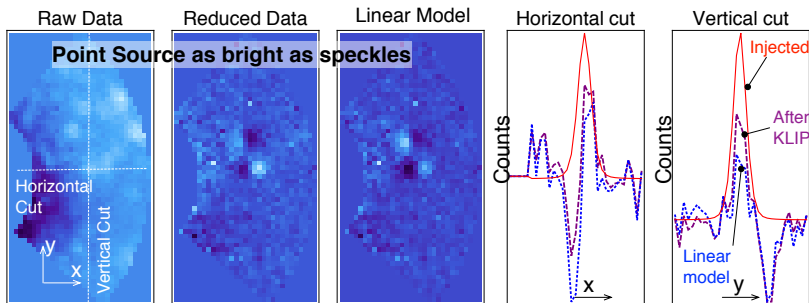 Raw Data
Reduced Data
Linear Model
Horizontal cut
Vertical cut
Point Source as bright as speckles
Horizontal
Cut
Vertical Cut
y
x
Counts
x
Counts
Injected
After
KLIP
Linear
model
y